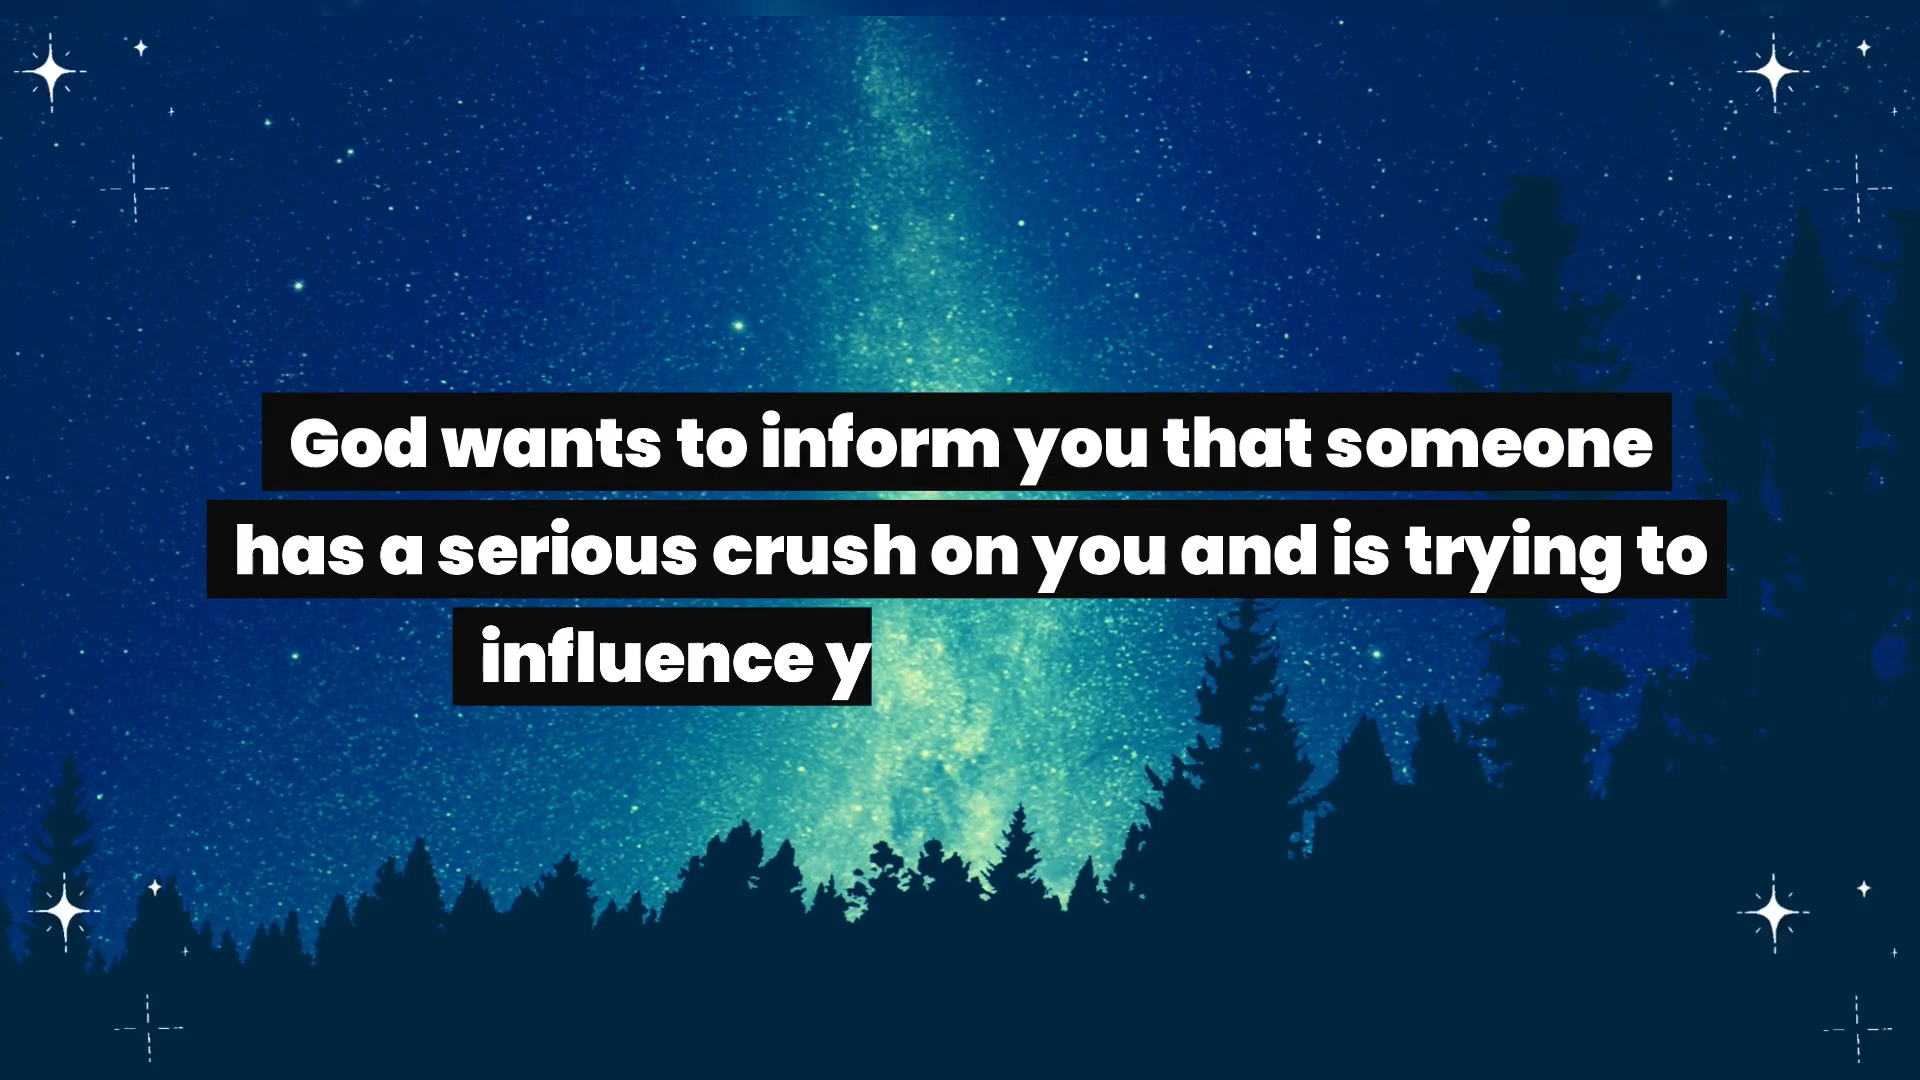 God wants to inform you that someone
has a serious crush on you and is trying to
influence y